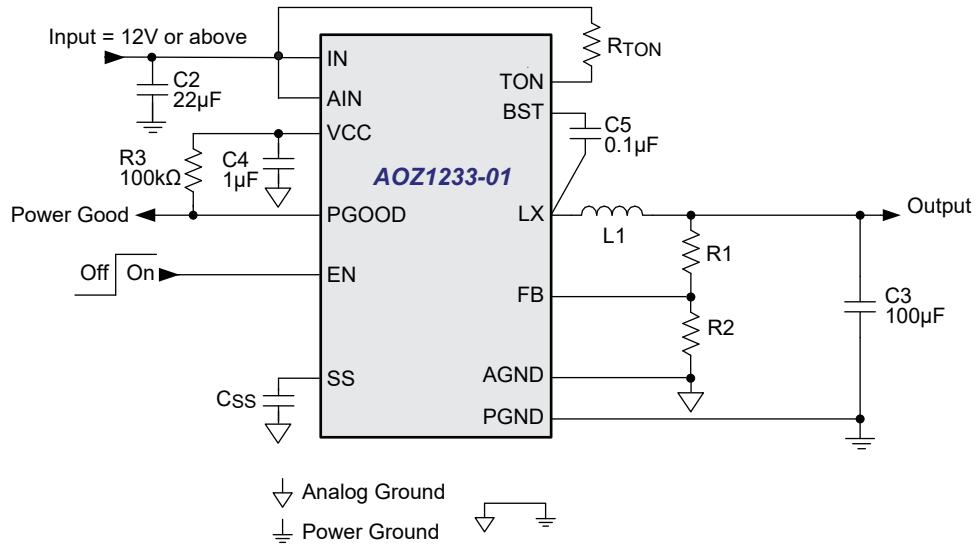 Input = 12V or above
C2
22µF
IN
AIN
VCC
R3
100kΩ
C4
1µF
Power Good
PGOOD
Off
On
EN
SS
CSS
AOZ1233-01
TON
RTON
BST
C5
0.1µF
LX
L1
Output
R1
FB
R2
C3
100µF
AGND
PGND
Analog Ground
Power Ground